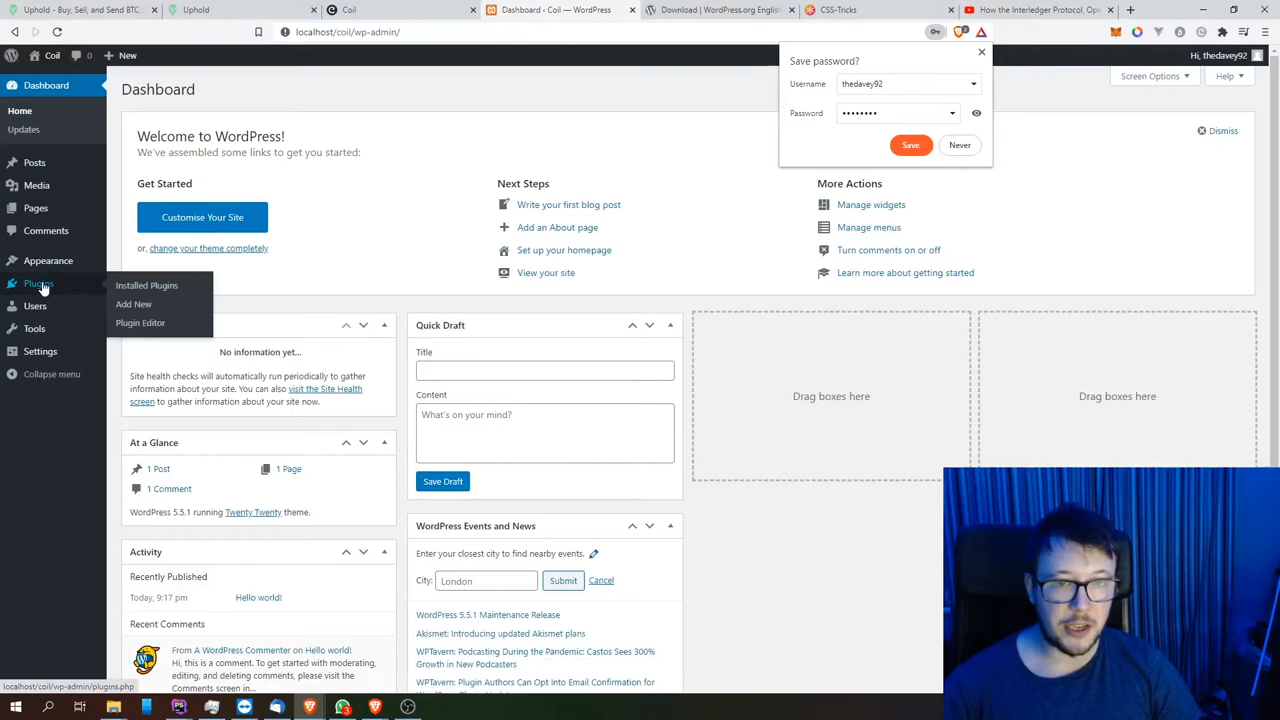 Uphold - Buy, Sell, and Send BTC.
Uphold
Coil
Dashboard ‹ Coil — WordPress
Download | WordPress.org English
CSS-Tricks
How the Interledger Protocol, Ope
localhost/coil/wp-admin/
Coil
0
New
Hi, thedavey92
Save password?
Username
thedavey92
Password
••••••••
Save
Never
Screen Options
Help
Dashboard
Home
Updates
Posts
Media
Pages
Comments
Appearance
Plugins
Users
Tools
Settings
Collapse menu
Installed Plugins
Add New
Plugin Editor
Dashboard
Welcome to WordPress!
We've assembled some links to get you started:
Dismiss
Get Started
Customise Your Site
or, change your theme completely
Next Steps
Write your first blog post
Add an About page
Set up your homepage
View your site
More Actions
Manage widgets
Manage menus
Turn comments on or off
Learn more about getting started
No information yet...
Site health checks will automatically run periodically to
gather information about your site. You can also visit the Site Health
screen to gather information about your site now.
At a Glance
1 Post
1 Page
1 Comment
WordPress 5.5.1 running Twenty Twenty theme.
Activity
Recently Published
Today, 9:17 pm
Hello world!
Recent Comments
From A WordPress Commenter on Hello world!
Hi, this is a comment. To get started with moderating,
editing, and deleting comments, please visit the
Comments screen in...
Quick Draft
Title
Content
What's on your mind?
Save Draft
WordPress Events and News
Enter your closest city to find nearby events.
City:
London
Submit
Cancel
WordPress 5.5.1 Maintenance Release
Akismet: Introducing updated Akismet plans
WPTavern: Podcasting During the Pandemic: Castos Sees 300%
Growth in New Podcasters
WPTavern: Plugin Authors Can Opt Into Email Confirmation for
Drag boxes here
Drag boxes here
localhost/coil/wp-admin/plugins.php